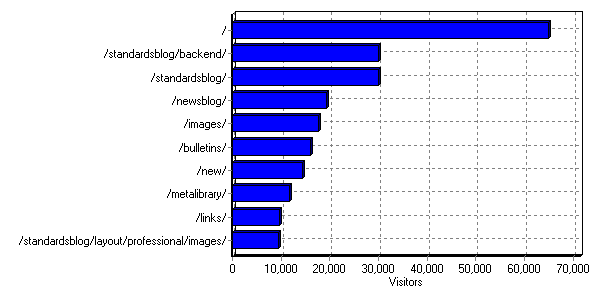 /
/standardsblog/backend/
/standardsblog/
/newsblog/
/images/
/bulletins/
/new/
/metalibrary/
/links/
/standardsblog/layout/professional/images/
0 10,000 20,000 30,000 40,000 50,000 60,000 70,000
Visitors